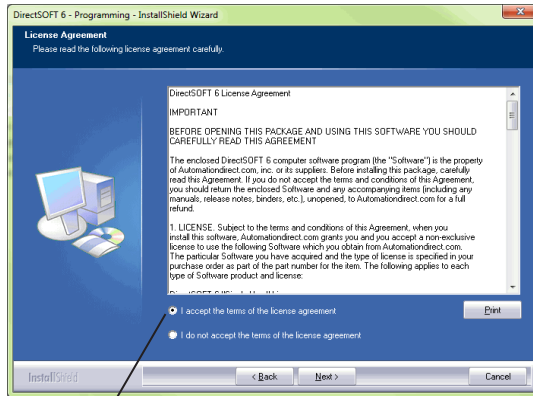 DirectSOFT 6 - Programming - InstallShield Wizard
License Agreement
Please read the following license agreement carefully.
DirectSOFT 6 License Agreement
IMPORTANT
BEFORE OPENING THIS PACKAGE AND USING THIS SOFTWARE YOU SHOULD
CAREFULLY READ THIS AGREEMENT
The enclosed DirectSOFT 6 computer software program (the "Software") is the property
of Automationdirect.com, inc. or its suppliers. Before installing this package, carefully
read this Agreement. If you do not accept the terms and conditions of this Agreement,
you should return the enclosed Software and any accompanying items (including any
manuals, release notes, binders, etc.), unopened, to Automationdirect.com for a full
refund.
1. LICENSE. Subject to the terms and conditions of this Agreement, when you
install this software, Automationdirect.com grants you and you accept a non-exclusive
license to use the following Software which you obtain from Automationdirect.com.
The particular Software you have acquired and the type of license is specified in your
purchase order as part of the part number for the item. The following applies to each
type of Software product and license:
I accept the terms of the license agreement
Print
I do not accept the terms of the license agreement
InstallShield
< Back
Next >
Cancel